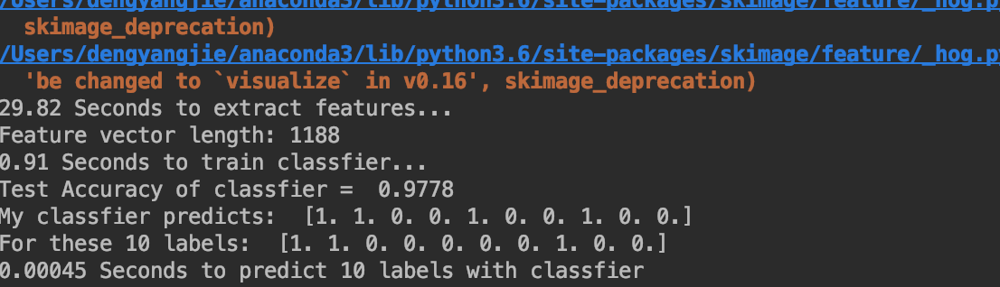 /Users/dengyangjie/anaconda3/lib/python3.6/site-packages/skimage/feature/_hog.p
skimage_deprecation)
/Users/dengyangjie/anaconda3/lib/python3.6/site-packages/skimage/feature/_hog.py
'be changed to `visualize` in v0.16', skimage_deprecation)
29.82 Seconds to extract features...
Feature vector length: 1188
0.91 Seconds to train classfier...
Test Accuracy of classfier =  0.9778
My classfier predicts:  [1. 1. 0. 0. 1. 0. 0. 1. 0. 0.]
For these 10 labels:  [1. 1. 0. 0. 0. 0. 0. 1. 0. 0.]
0.00045 Seconds to predict 10 labels with classfier